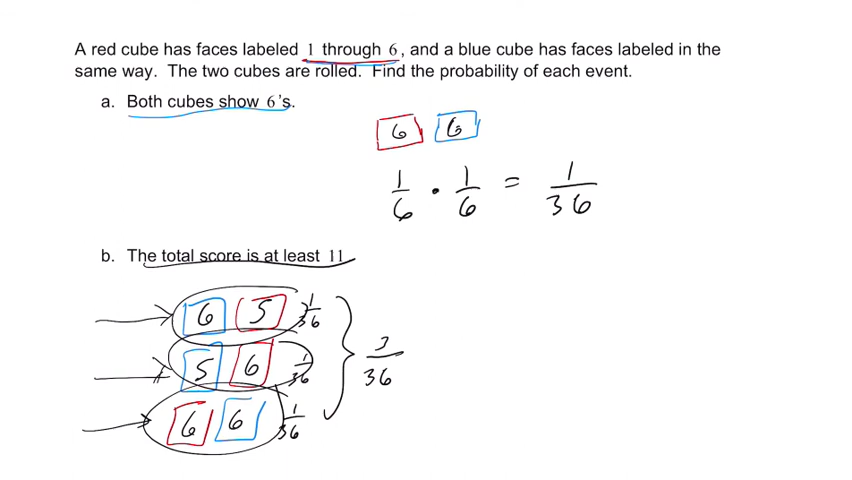 A red cube has faces labeled 1 through 6, and a blue cube has faces labeled in the
same way. The two cubes are rolled. Find the probability of each event.
a. Both cubes show 6's.
6 6
1/6 · 1/6 = 1/36
b. The total score is at least 11
6 5 1/36
5 6 1/36
3/36
6 6 1/36